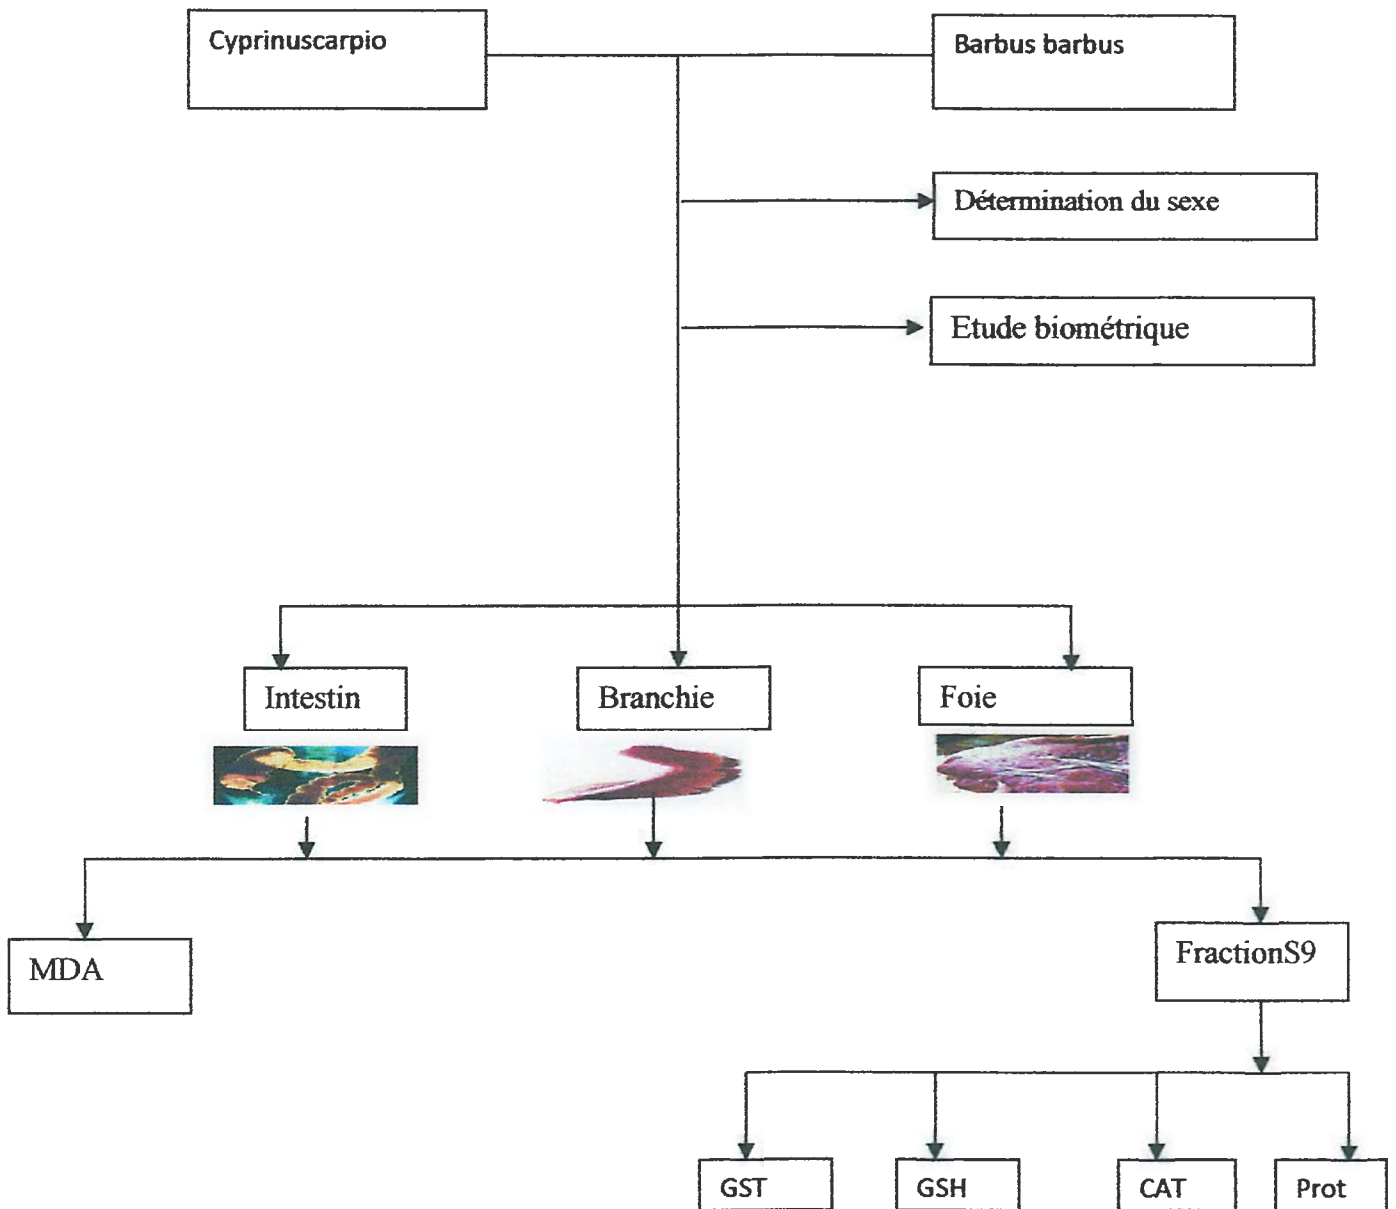 Cyprinuscarpio
Barbus barbus
Détermination du sexe
Etude biométrique
Intestin
Branchie
Foie
MDA
FractionS9
GST
GSH
CAT
Prot